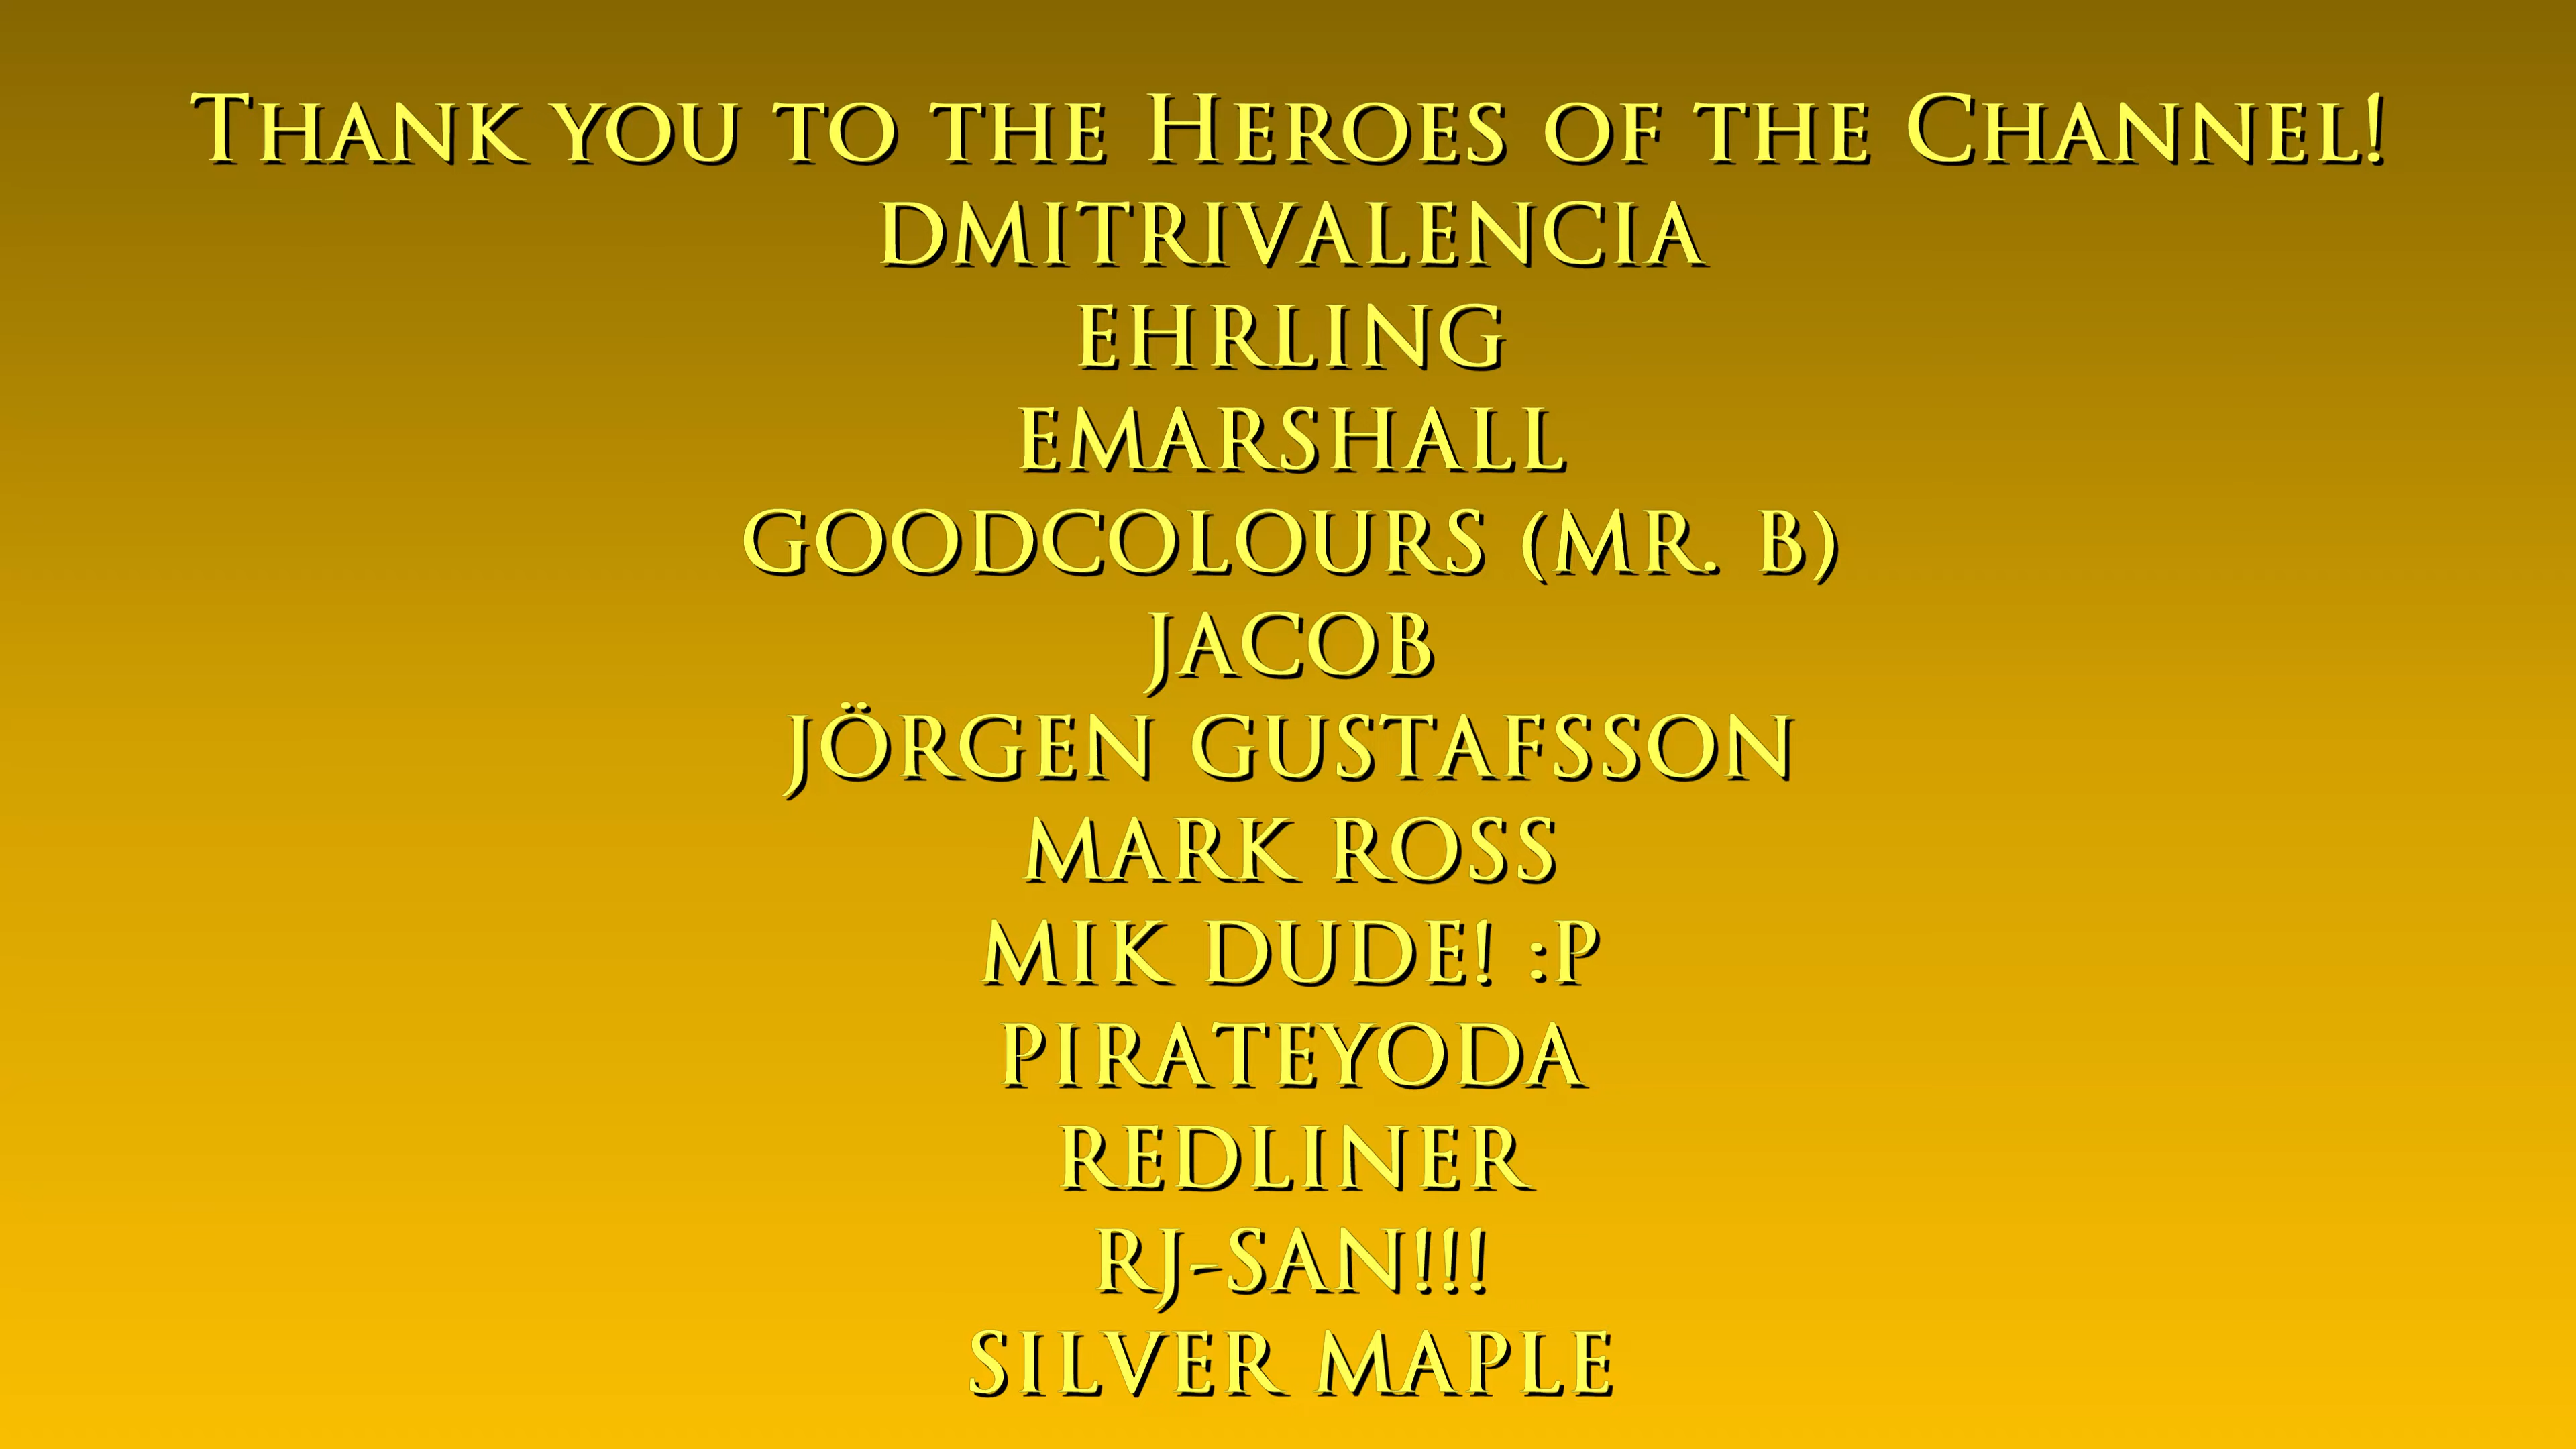 Thank you to the Heroes of the Channel!
DMITRIVALENCIA
EHRLING
EMARSHALL
GOODCOLOURS (MR. B)
JACOB
JÖRGEN GUSTAFSSON
MARK ROSS
MIK DUDE! :P
PIRATEYODA
REDLINER
RJ-SAN!!!
SILVER MAPLE